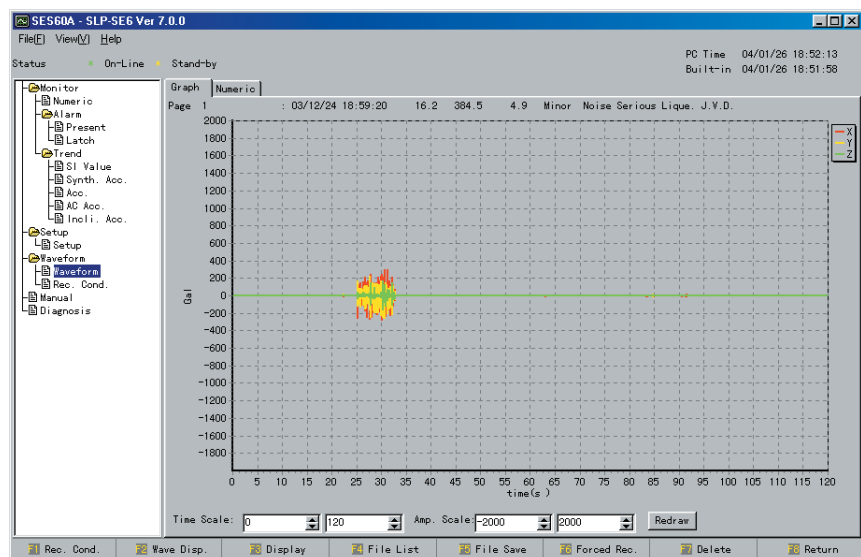 SES60A - SLP-SE6 Ver 7.0.0
File(F) View(V) Help
Status On-Line Stand-by
PC Time 04/01/26 18:52:13
Built-in 04/01/26 18:51:58
Monitor
Numeric
Alarm
Present
Latch
Trend
SI Value
Synth. Acc.
Acc.
AC Acc.
Incli. Acc.
Setup
Setup
Waveform
Waveform
Rec. Cond.
Manual
Diagnosis
Graph Numeric
Page 1 : 03/12/24 18:59:20 16.2 384.5 4.9 Minor Noise Serious Lique. J.V.D.
2000
1800
1600
1400
1200
1000
800
600
400
200
0
-200
-400
-600
-800
-1000
-1200
-1400
-1600
-1800
Gal
X
Y
Z
0 5 10 15 20 25 30 35 40 45 50 55 60 65 70 75 80 85 90 95 100 105 110 115 120
time(s )
Time Scale: 0 120 Amp. Scale: -2000 2000 Redraw
F1 Rec. Cond. F2 Wave Disp. F3 Display F4 File List F5 File Save F6 Forced Rec. F7 Delete F8 Return